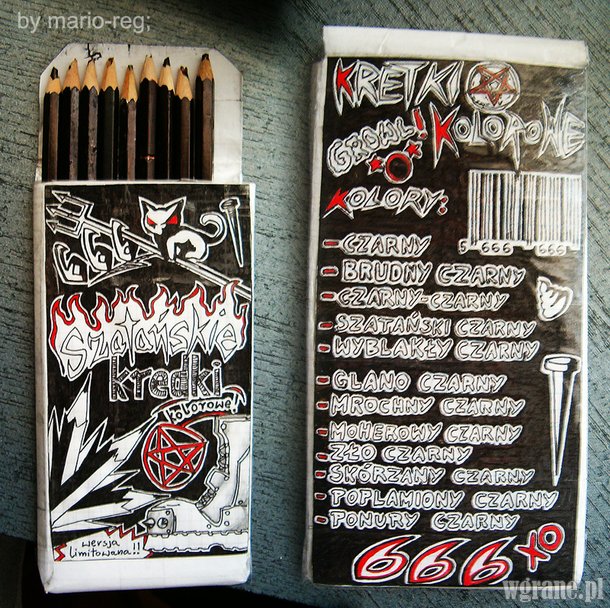 by mario-reg;
666
Szatańskie
kredki
kolorowe!
wersja
limitowana!!
KRETKI
GROWL! KOLOROWE
KOLORY:
5 666 666
- CZARNY
- BRUDNY CZARNY
- CZARNY-CZARNY
- SZATAŃSKI CZARNY
- WYBLAKŁY CZARNY
- GLANO CZARNY
- MROCHNY CZARNY
- MOHEROWY CZARNY
- ZŁO CZARNY
- SKÓRZANY CZARNY
- POPLAMIONY CZARNY
- PONURY CZARNY
666 XO
wgrane.pl